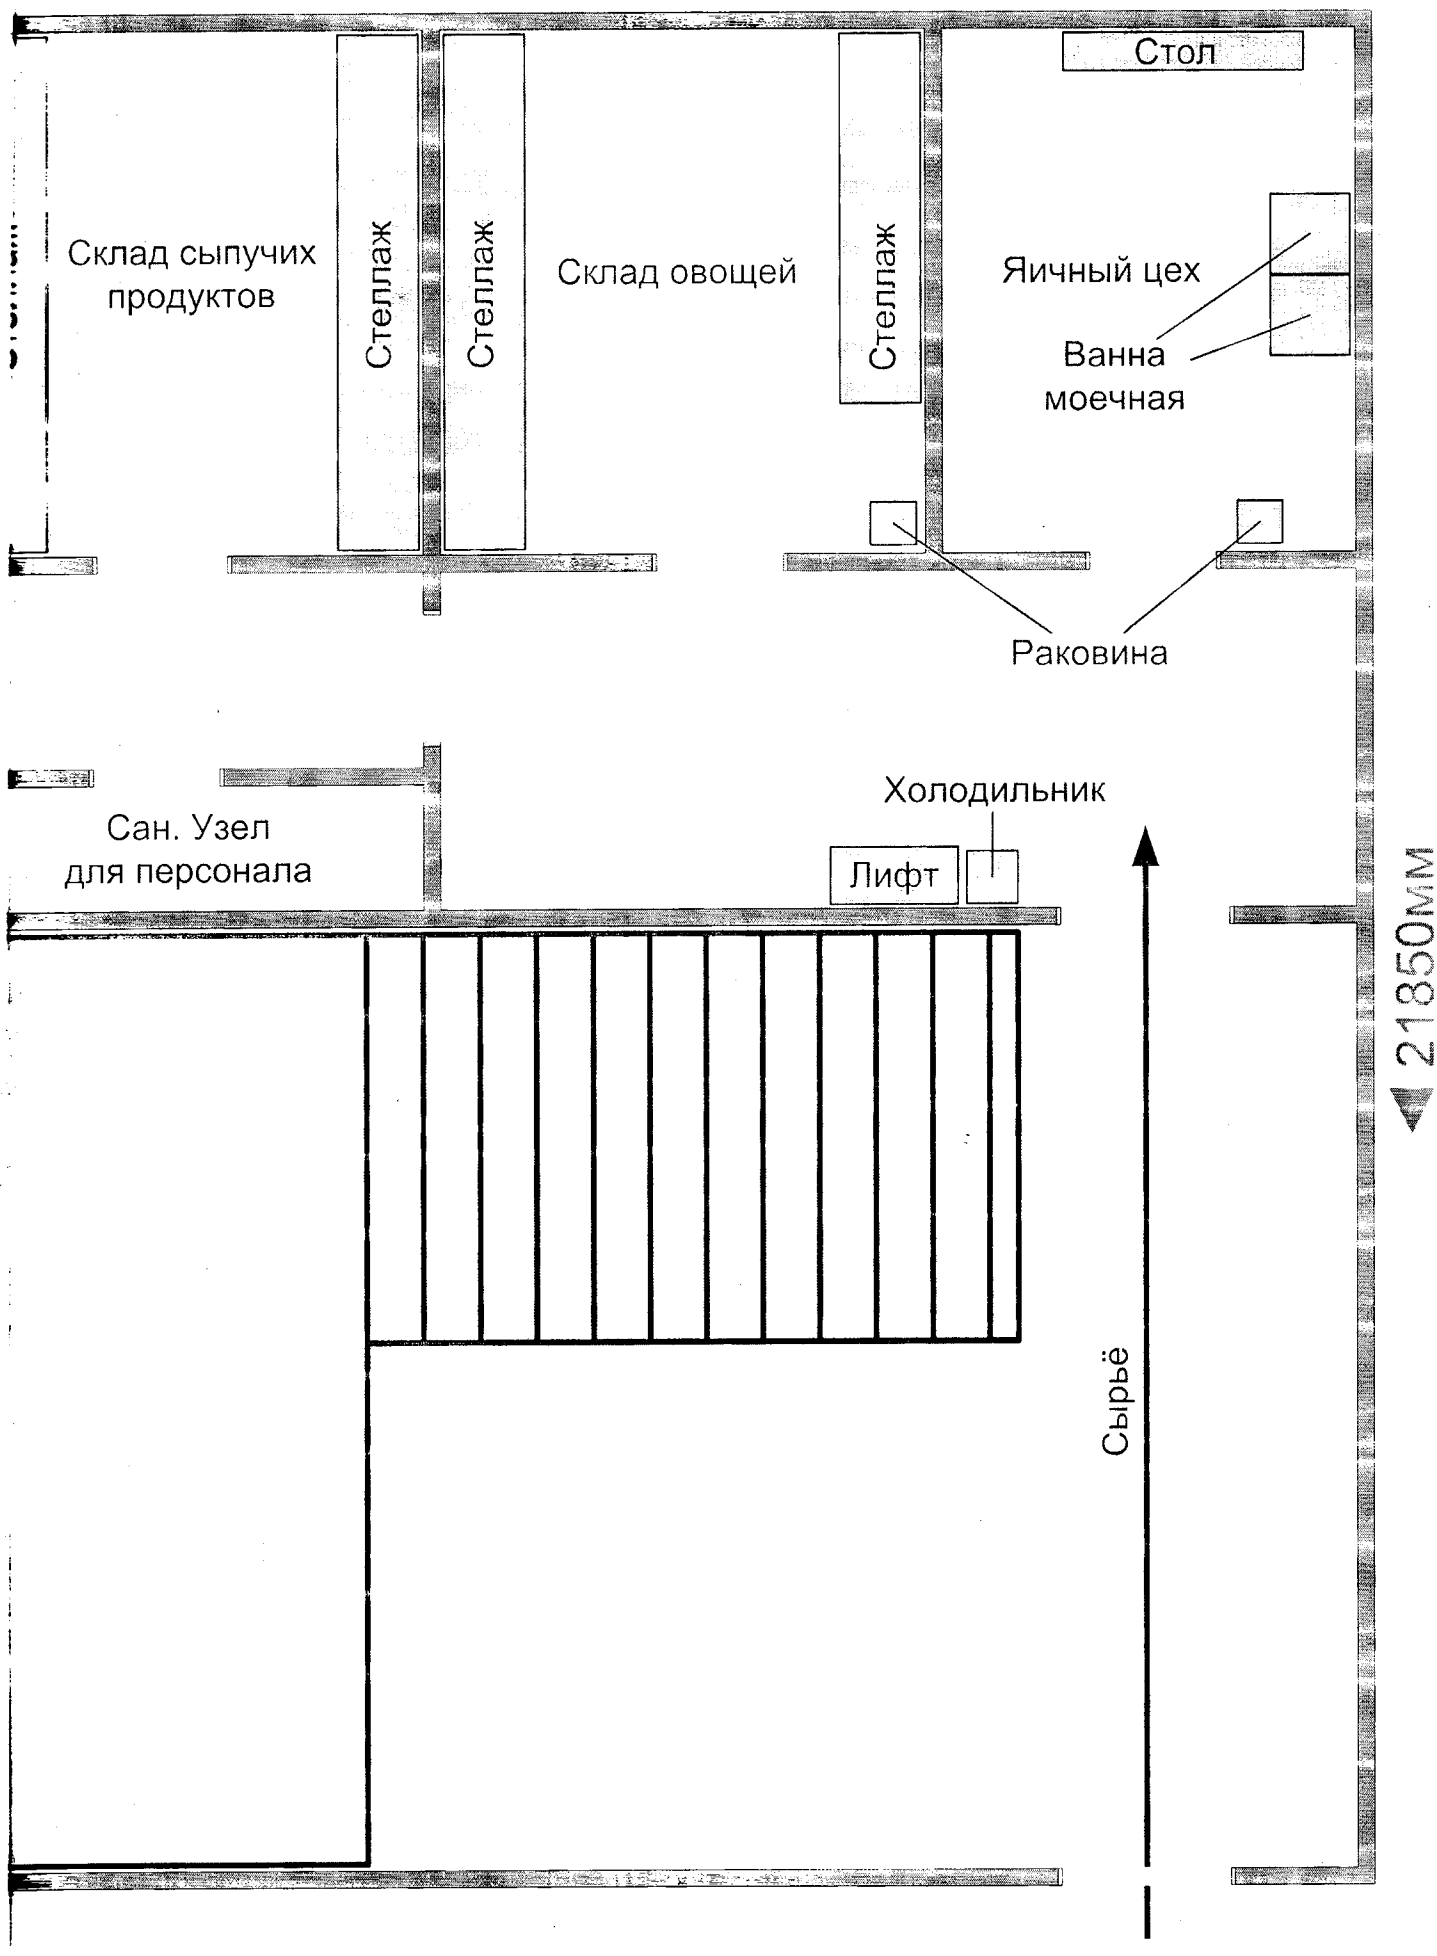 Стол
Склад сыпучих
продуктов
Стеллаж
Стеллаж
Склад овощей
Стеллаж
Яичный цех
Ванна
моечная
Раковина
Холодильник
Сан. Узел
для персонала
Лифт
21850мм
Сырьё